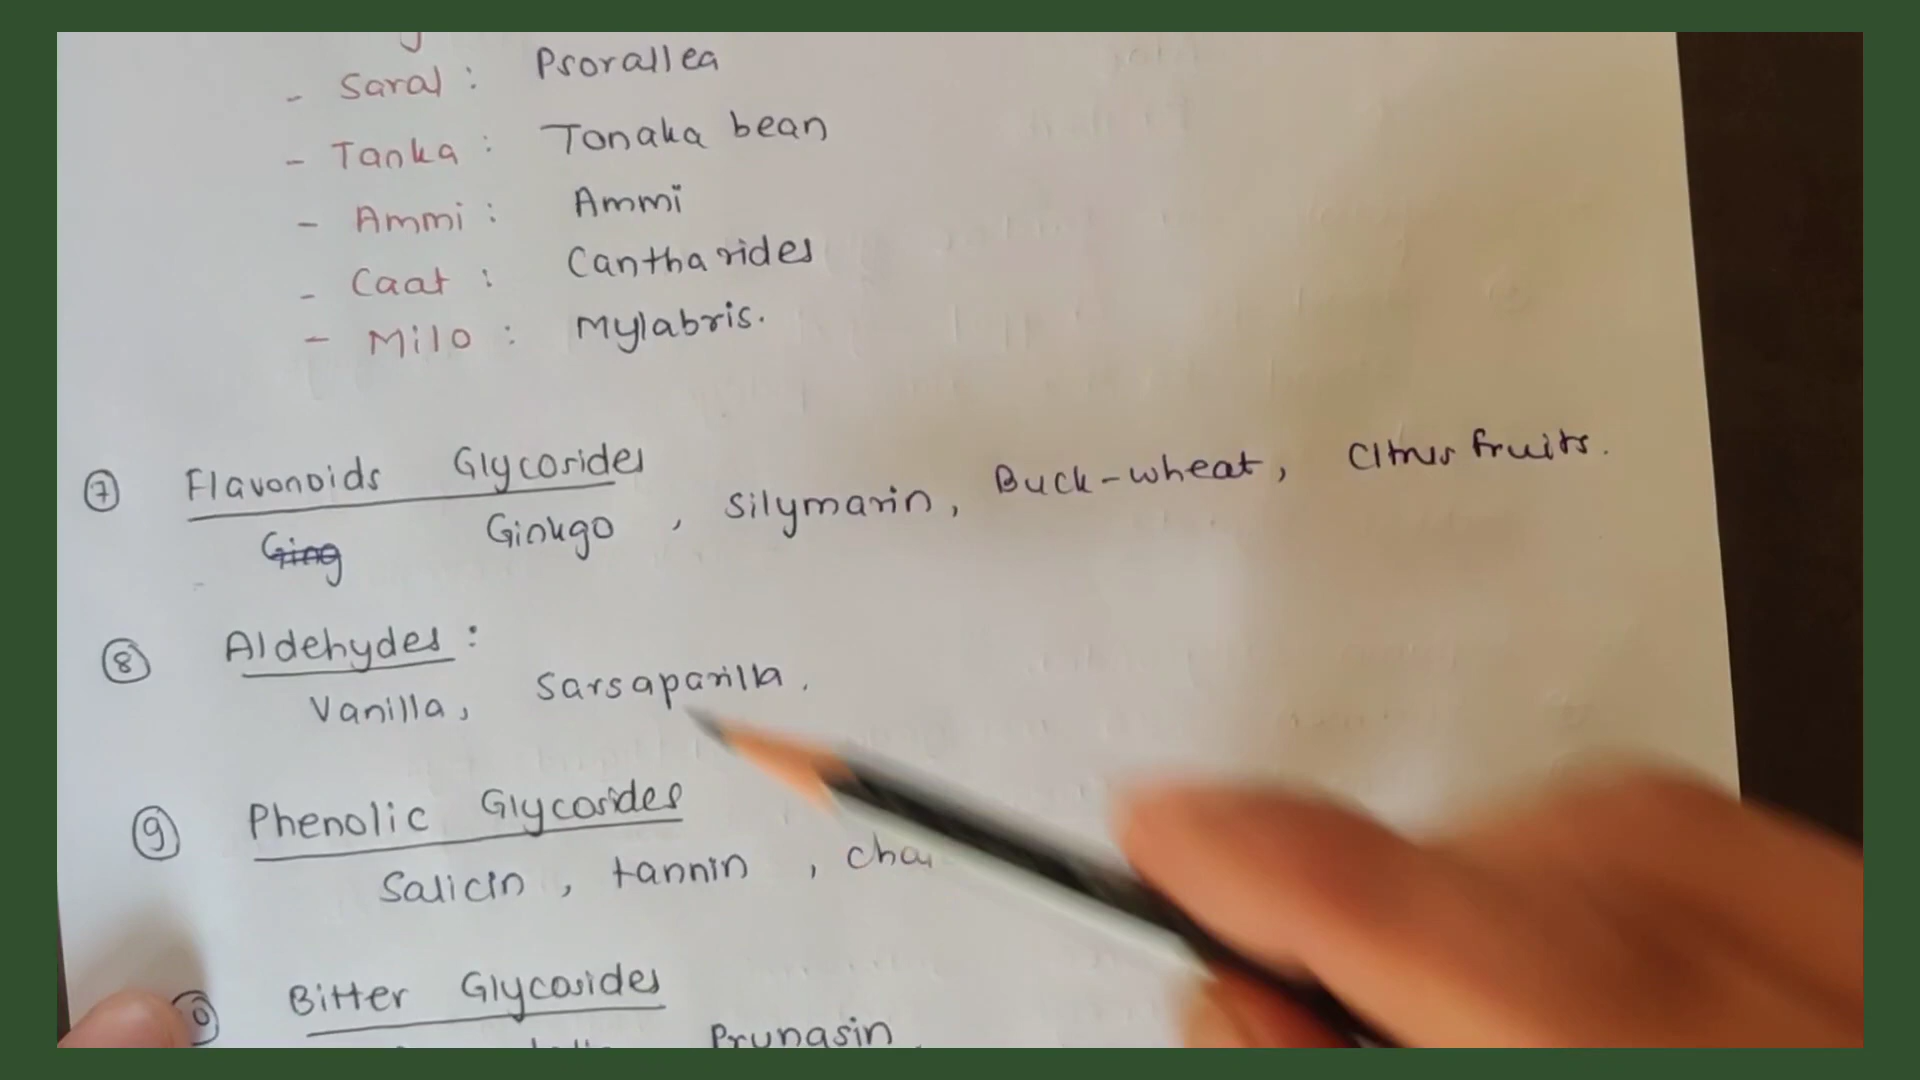 - Saral : Psorallea
- Tanka : Tonaka bean
- Ammi : Ammi
- Caat : Cantharides
- Milo : Mylabris.
⑦ Flavonoids Glycosides
Ging Ginkgo , Silymarin, Buck-wheat, Citrus fruits.
⑧ Aldehydes :
Vanilla, Sarsaparilla.
⑨ Phenolic Glycosides
Salicin , tannin ,
Bitter Glycosides
Prunasin